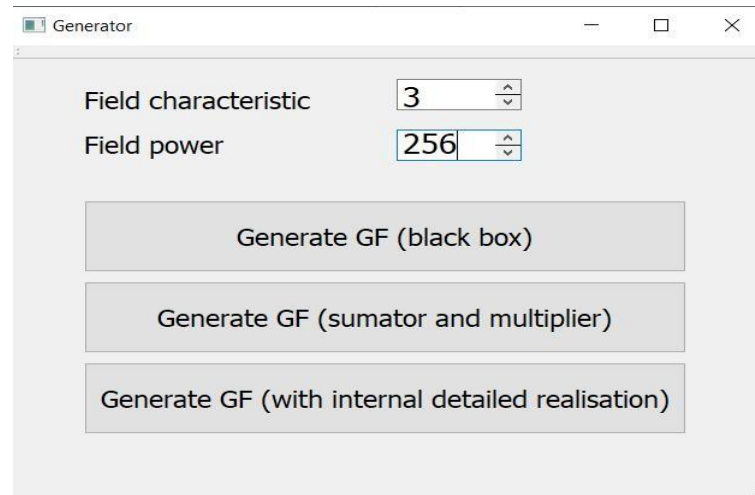 Generator
Field characteristic 3
Field power 256
Generate GF (black box)
Generate GF (sumator and multiplier)
Generate GF (with internal detailed realisation)